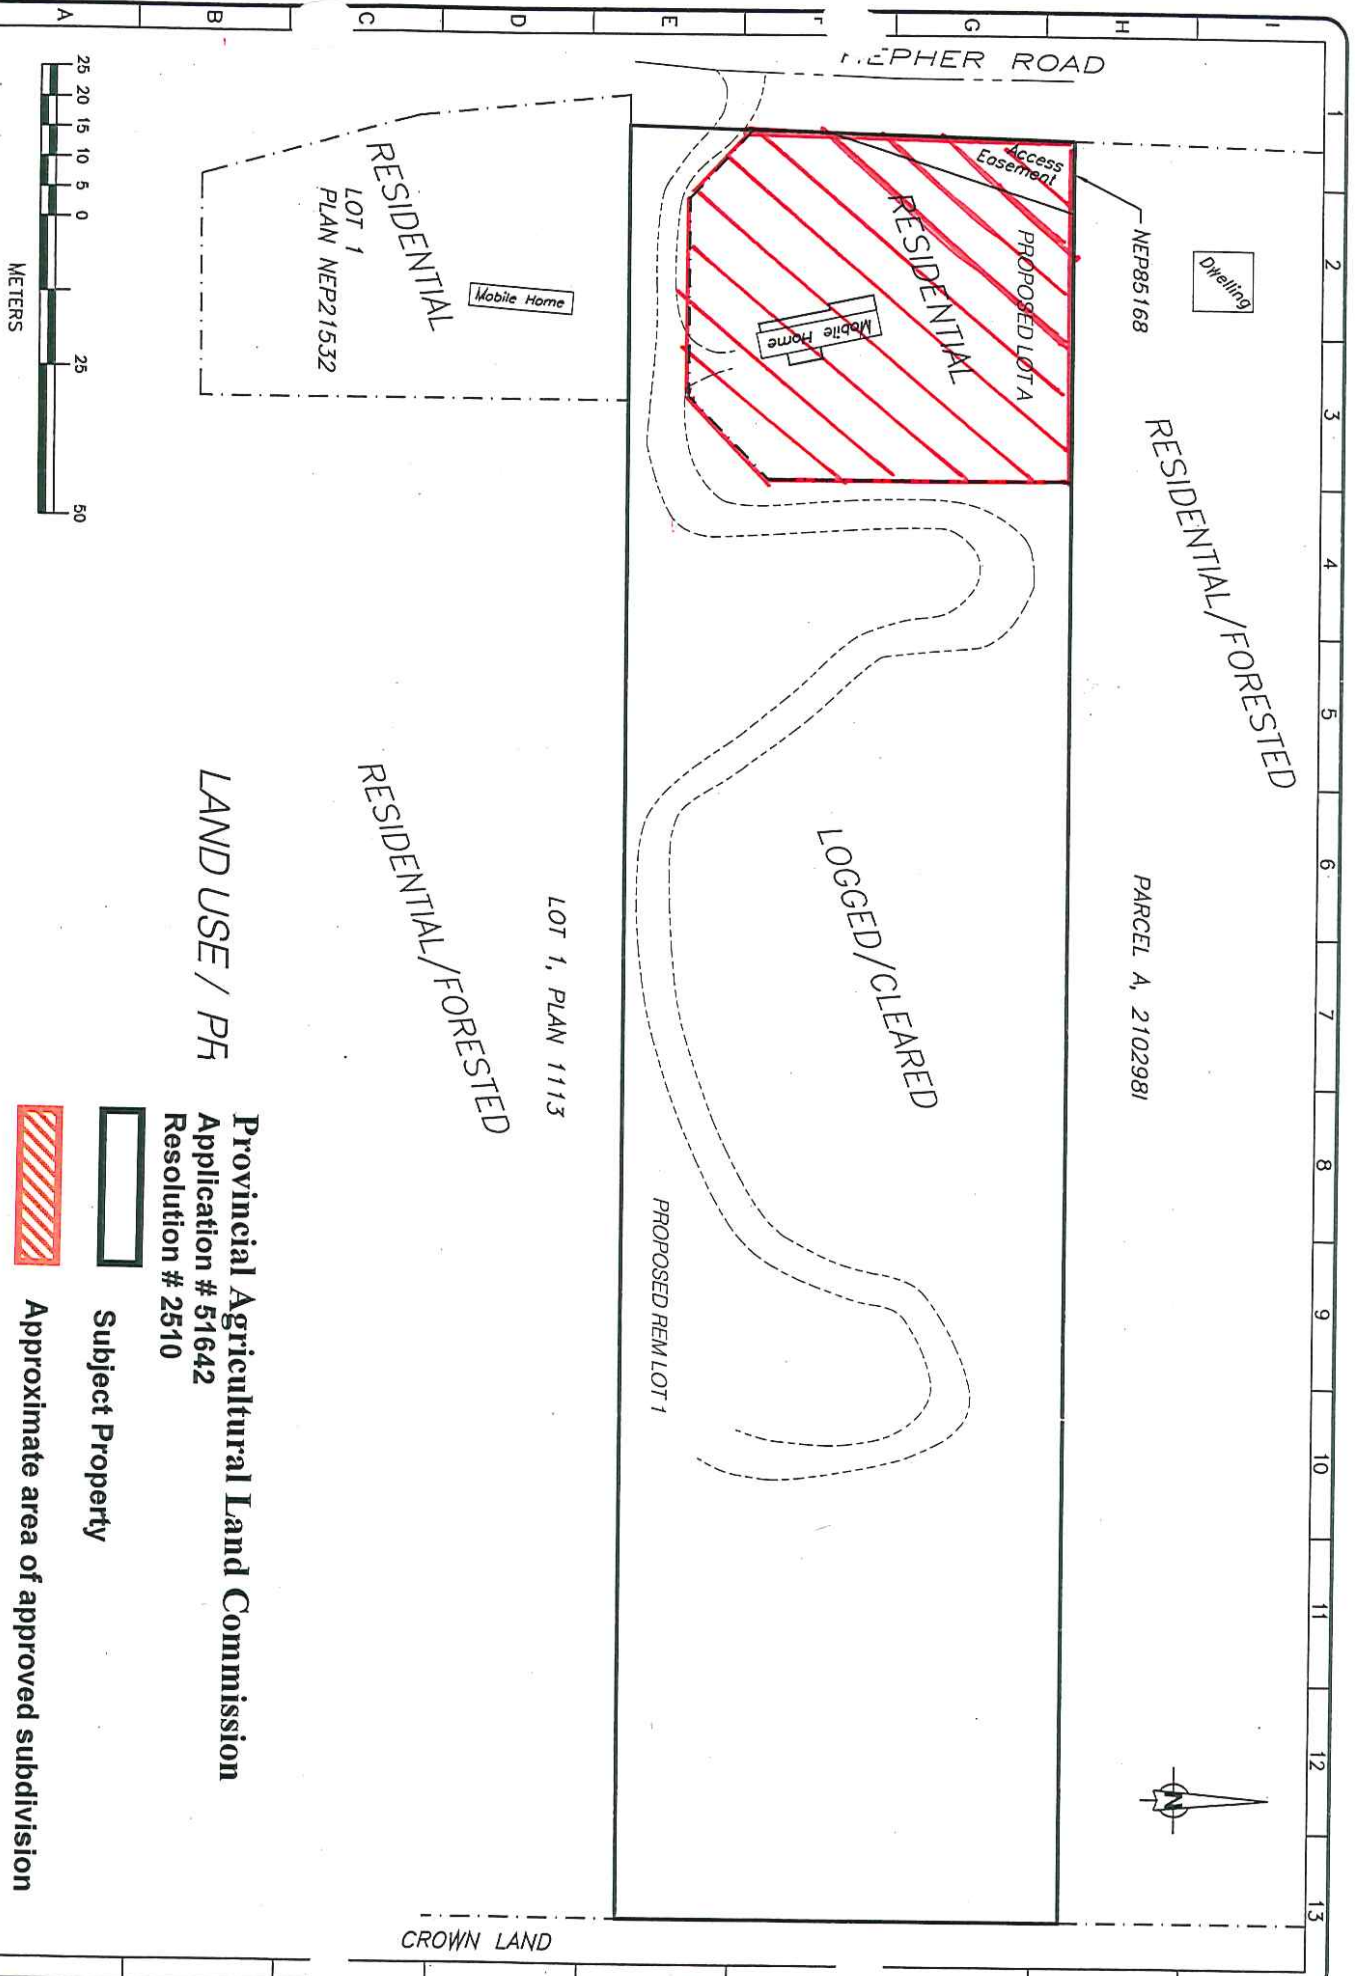 I
H
G
E
D
C
B
A
1
2
3
4
5
6
7
8
9
10
11
12
13
EPHER ROAD
Dwelling
RESIDENTIAL/FORESTED
NEP85168
PARCEL A, 210298I
N
Access
Easement
PROPOSED LOT A
RESIDENTIAL
Mobile Home
LOGGED/CLEARED
PROPOSED REM LOT 1
CROWN LAND
Mobile Home
RESIDENTIAL
LOT 1
PLAN NEP21532
LOT 1, PLAN 1113
RESIDENTIAL/FORESTED
LAND USE / PR
Provincial Agricultural Land Commission
Application # 51642
Resolution # 2510
Subject Property
Approximate area of approved subdivision
25 20 15 10 5 0 25 50
METERS